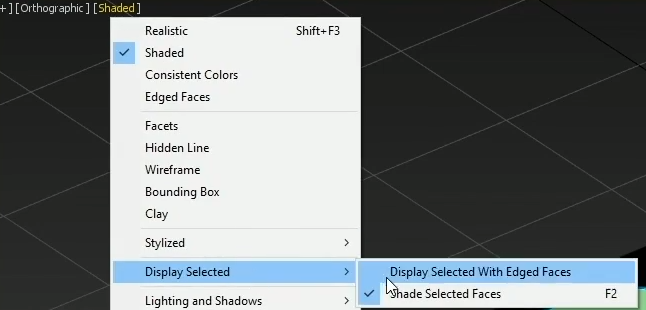 + ] [ Orthographic ] [ Shaded ]
Realistic Shift+F3
Shaded
Consistent Colors
Edged Faces
Facets
Hidden Line
Wireframe
Bounding Box
Clay
Stylized
Display Selected
Display Selected With Edged Faces
Shade Selected Faces F2
Lighting and Shadows